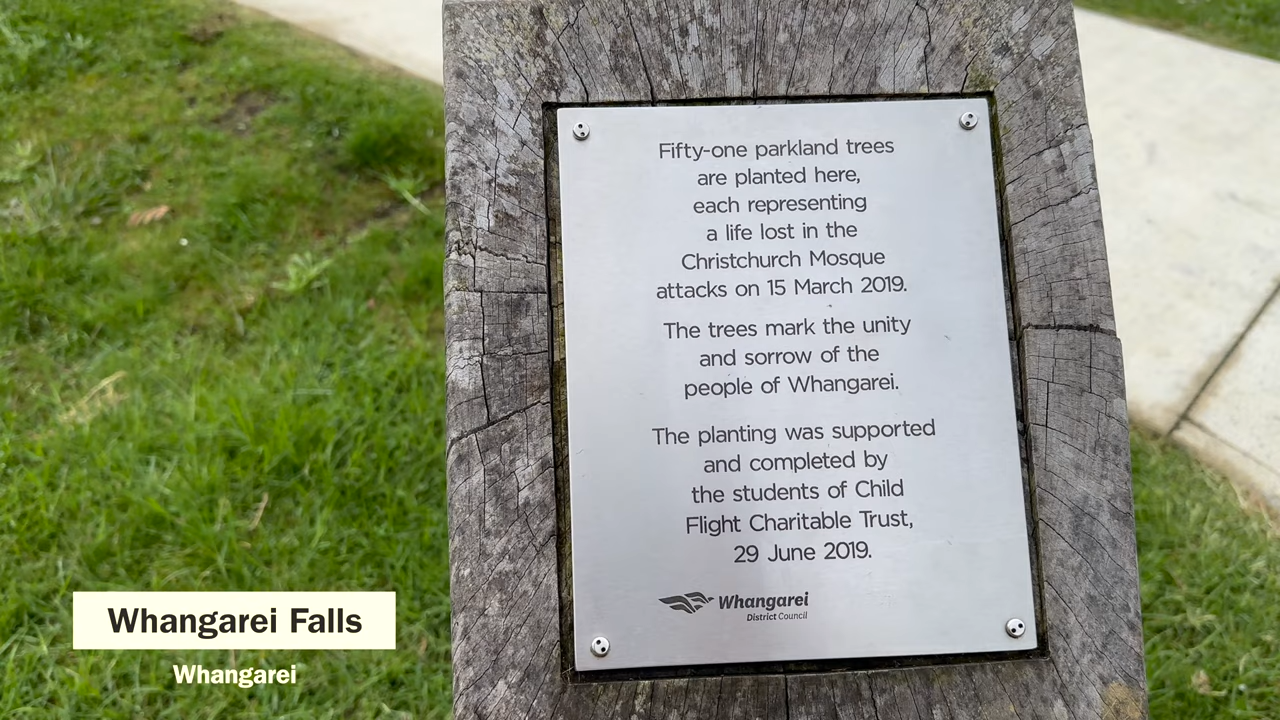 Fifty-one parkland trees
are planted here,
each representing
a life lost in the
Christchurch Mosque
attacks on 15 March 2019.
The trees mark the unity
and sorrow of the
people of Whangarei.
The planting was supported
and completed by
the students of Child
Flight Charitable Trust,
29 June 2019.
Whangarei
District Council
Whangarei Falls
Whangarei